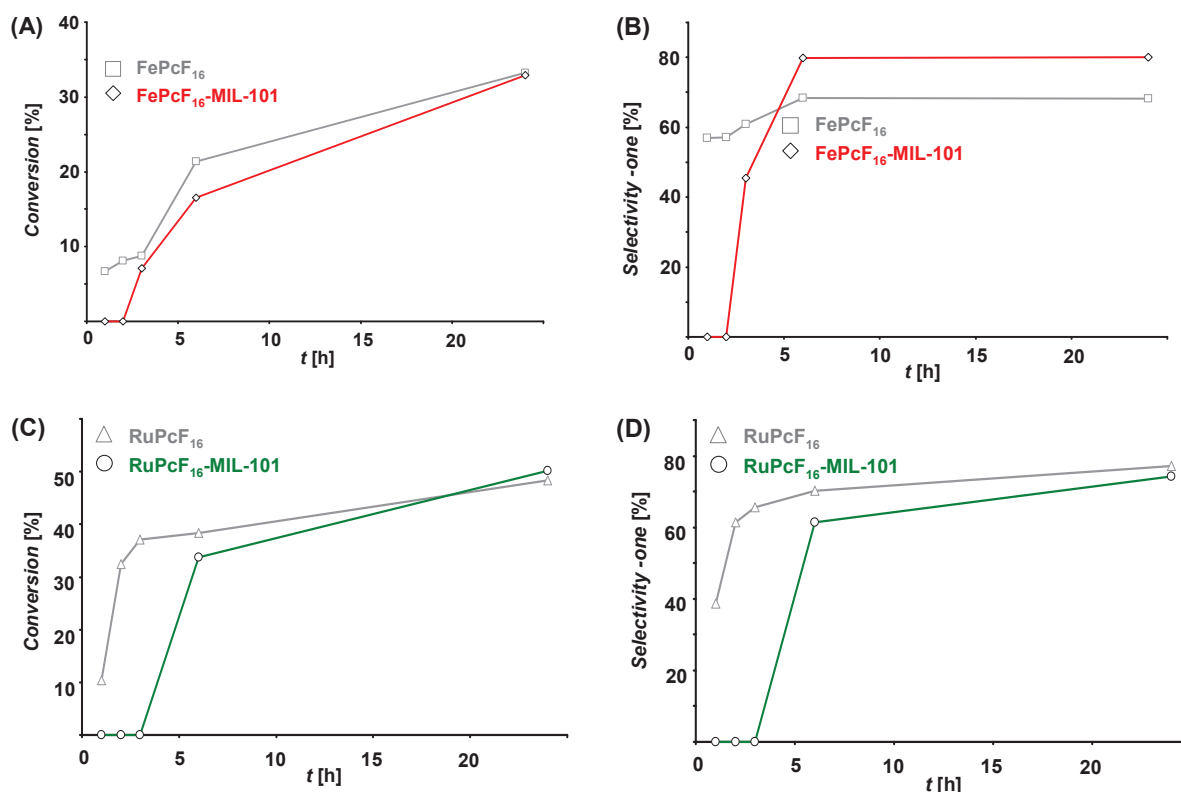 (A)
40
30
20
10
Conversion [%]
FePcF16
FePcF16-MIL-101
0
5
10
15
20
t [h]
(B)
80
60
40
20
Selectivity -one [%]
FePcF16
FePcF16-MIL-101
0
5
10
15
20
t [h]
(C)
50
40
30
20
10
Conversion [%]
RuPcF16
RuPcF16-MIL-101
0
5
10
15
20
t [h]
(D)
80
60
40
20
Selectivity -one [%]
RuPcF16
RuPcF16-MIL-101
0
5
10
15
20
t [h]